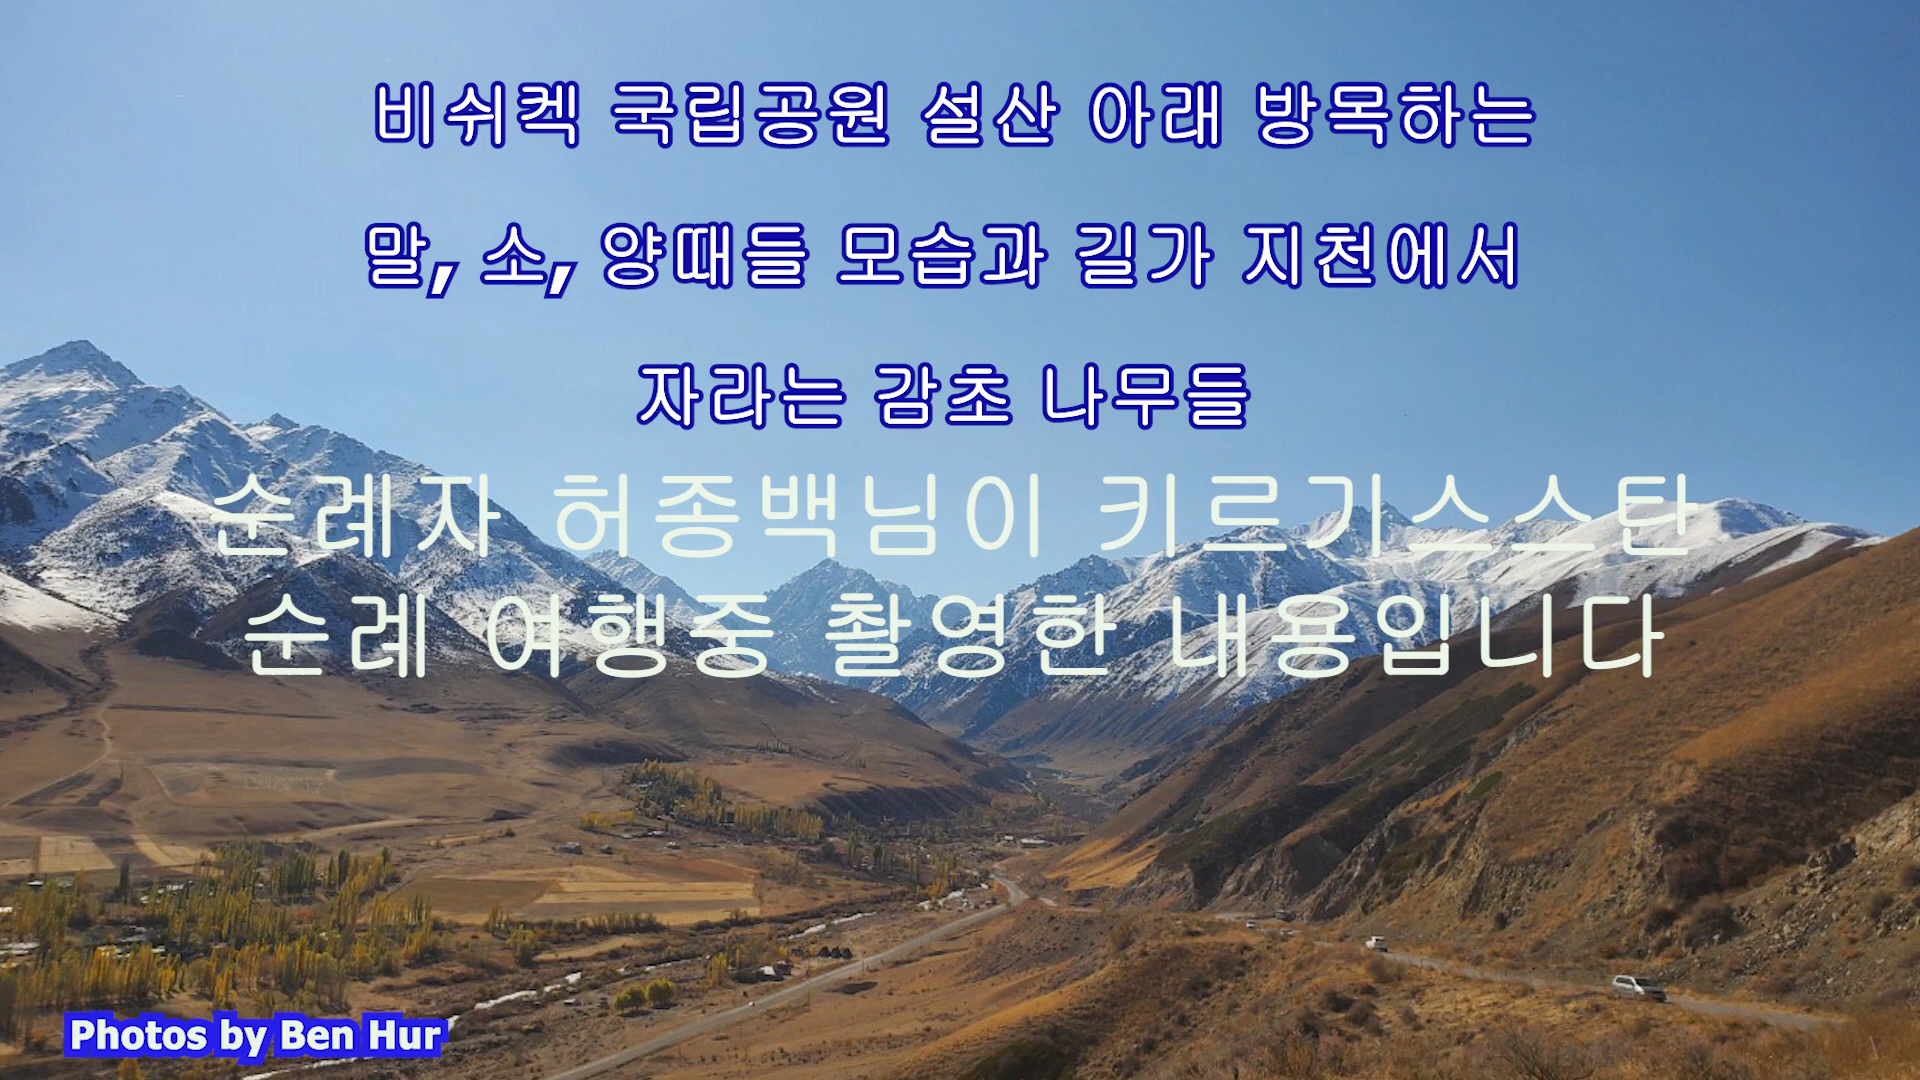 비쉬켁 국립공원 설산 아래 방목하는
말, 소, 양때들 모습과 길가 지천에서
자라는 감초 나무들
순례자 허종백님이 키르기스스탄
순례 여행중 촬영한 내용입니다
Photos by Ben Hur